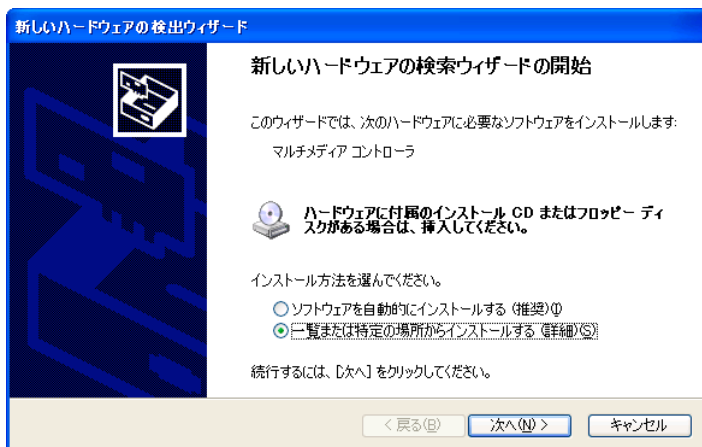 新しいハードウェアの検出ウィザード
新しいハードウェアの検索ウィザードの開始
このウィザードでは、次のハードウェアに必要なソフトウェアをインストールします:
マルチメディア コントローラ
ハードウェアに付属のインストール CD またはフロッピー ディ
スクがある場合は、挿入してください。
インストール方法を選んでください。
ソフトウェアを自動的にインストールする (推奨)(I)
一覧または特定の場所からインストールする (詳細)(S)
続行するには、[次へ] をクリックしてください。
< 戻る(B)
次へ(N) >
キャンセル